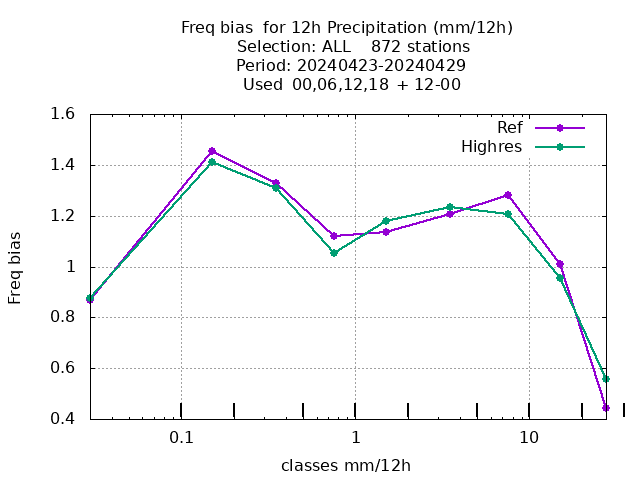 Freq bias  for 12h Precipitation (mm/12h)
Selection: ALL    872 stations
Period: 20240423-20240429
Used  00,06,12,18 + 12-00
Ref
Highres
1.6
1.4
1.2
1
0.8
0.6
0.4
Freq bias
0.1
1
10
classes mm/12h